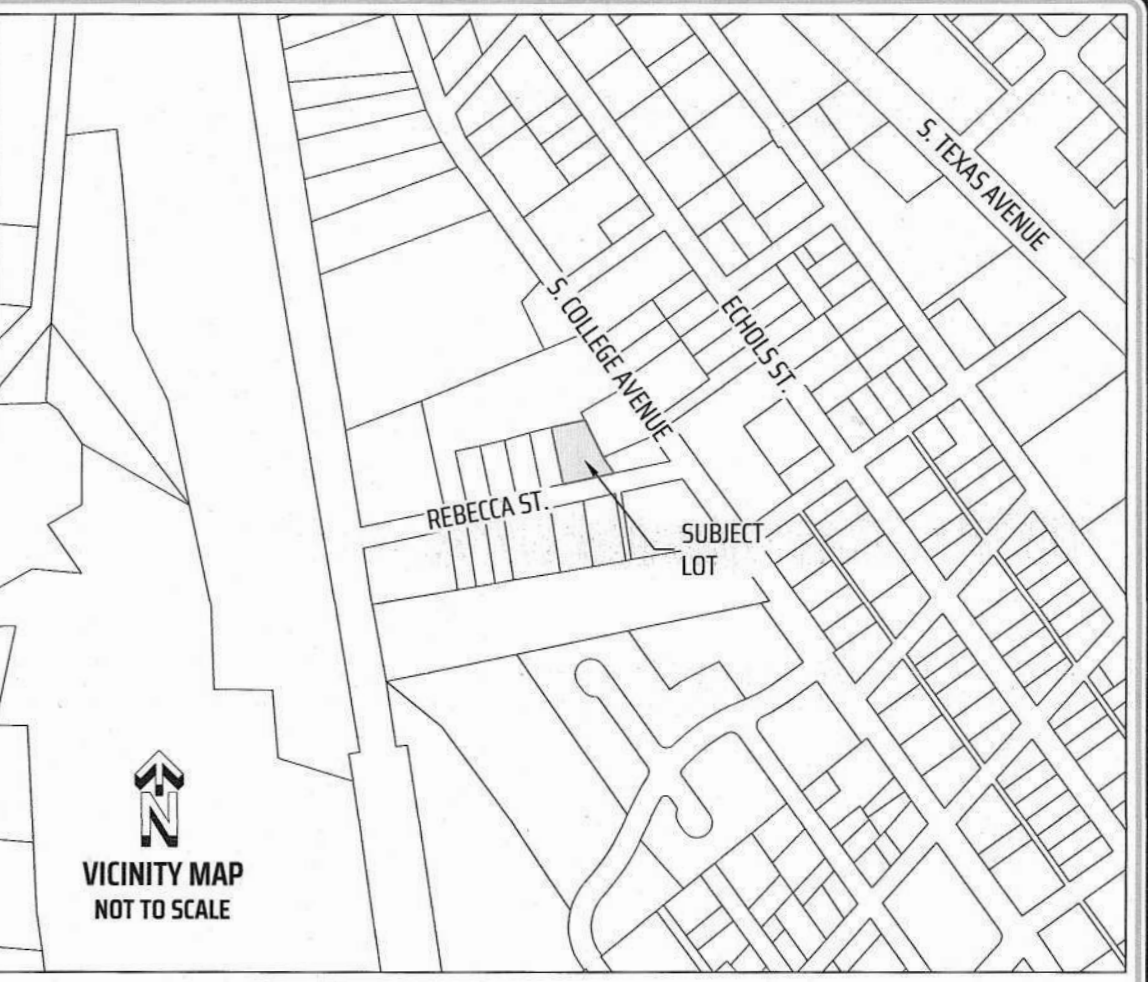 S. TEXAS AVENUE
S. COLLEGE AVENUE
ECHOLS ST.
REBECCA ST.
SUBJECT
LOT
N
VICINITY MAP
NOT TO SCALE